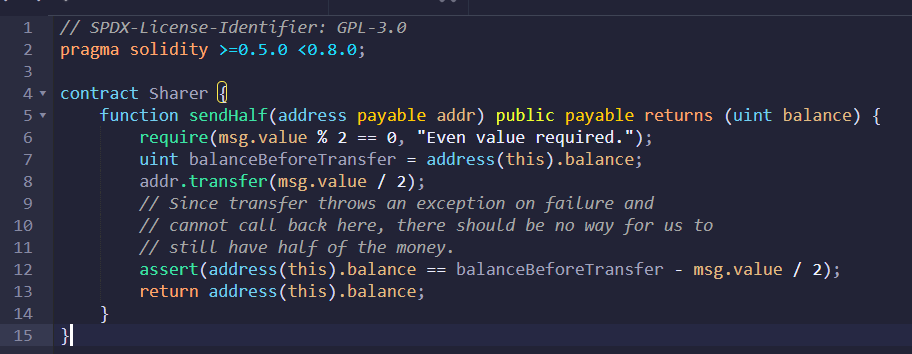 1 // SPDX-License-Identifier: GPL-3.0
2 pragma solidity >=0.5.0 <0.8.0;
3
4 contract Sharer {
5     function sendHalf(address payable addr) public payable returns (uint balance) {
6         require(msg.value % 2 == 0, "Even value required.");
7         uint balanceBeforeTransfer = address(this).balance;
8         addr.transfer(msg.value / 2);
9         // Since transfer throws an exception on failure and
10         // cannot call back here, there should be no way for us to
11         // still have half of the money.
12         assert(address(this).balance == balanceBeforeTransfer - msg.value / 2);
13         return address(this).balance;
14     }
15 }